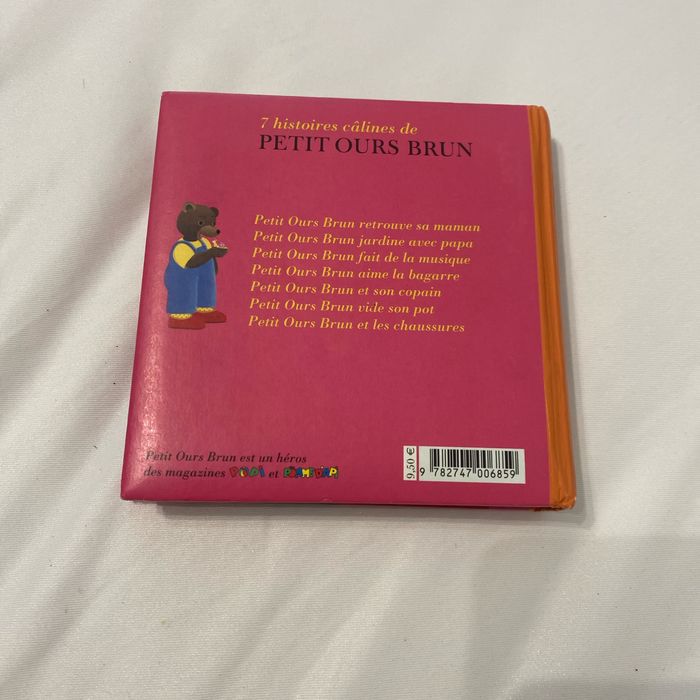 7 histoires câlines de
PETIT OURS BRUN
Petit Ours Brun retrouve sa maman
Petit Ours Brun jardine avec papa
Petit Ours Brun fait de la musique
Petit Ours Brun aime la bagarre
Petit Ours Brun et son copain
Petit Ours Brun vide son pot
Petit Ours Brun et les chaussures
Petit Ours Brun est un héros
des magazines POPI et POMME D'API
9,50 €
9 782747 006859